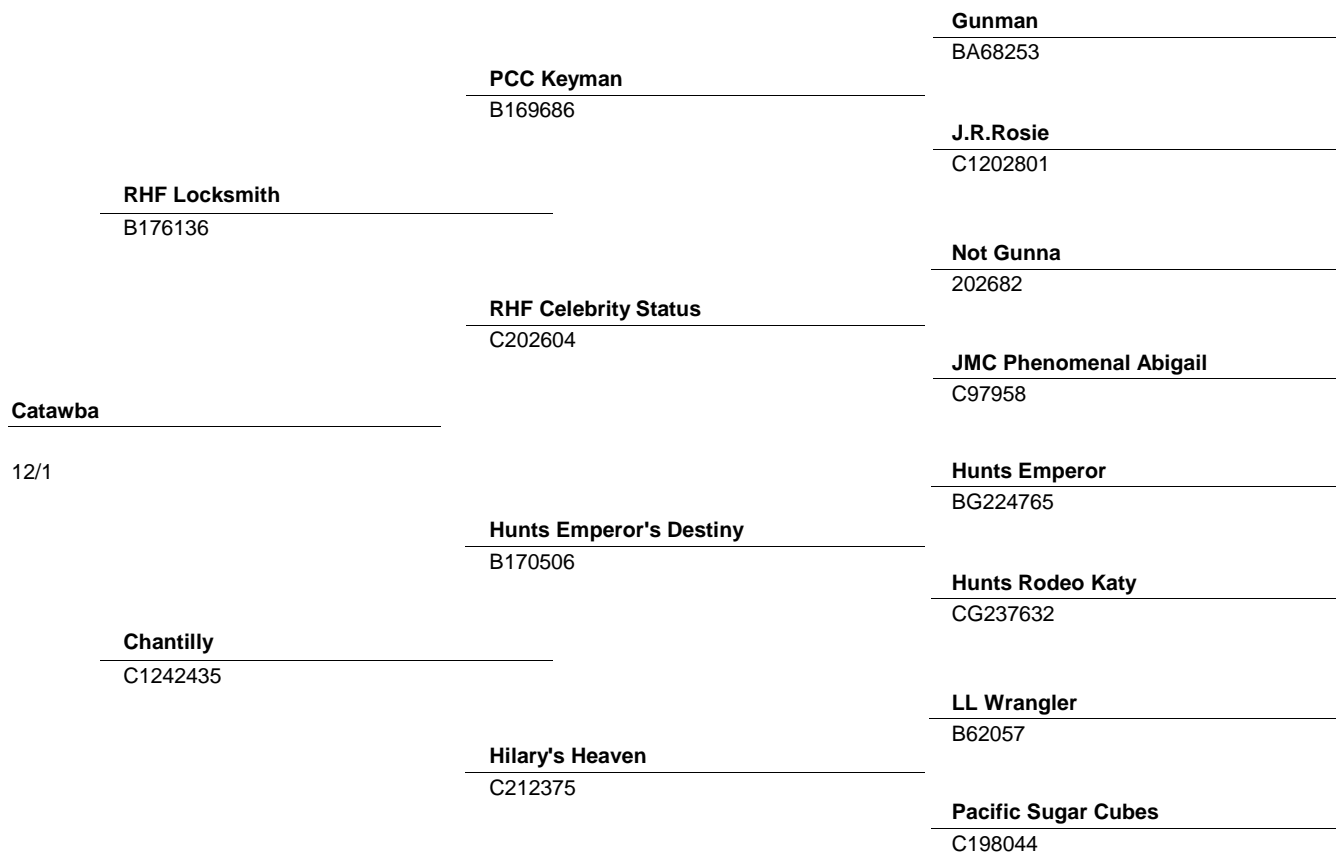 Gunman
BA68253
PCC Keyman
B169686
J.R.Rosie
C1202801
RHF Locksmith
B176136
Not Gunna
202682
RHF Celebrity Status
C202604
JMC Phenomenal Abigail
C97958
Catawba
12/1
Hunts Emperor
BG224765
Hunts Emperor's Destiny
B170506
Hunts Rodeo Katy
CG237632
Chantilly
C1242435
LL Wrangler
B62057
Hilary's Heaven
C212375
Pacific Sugar Cubes
C198044